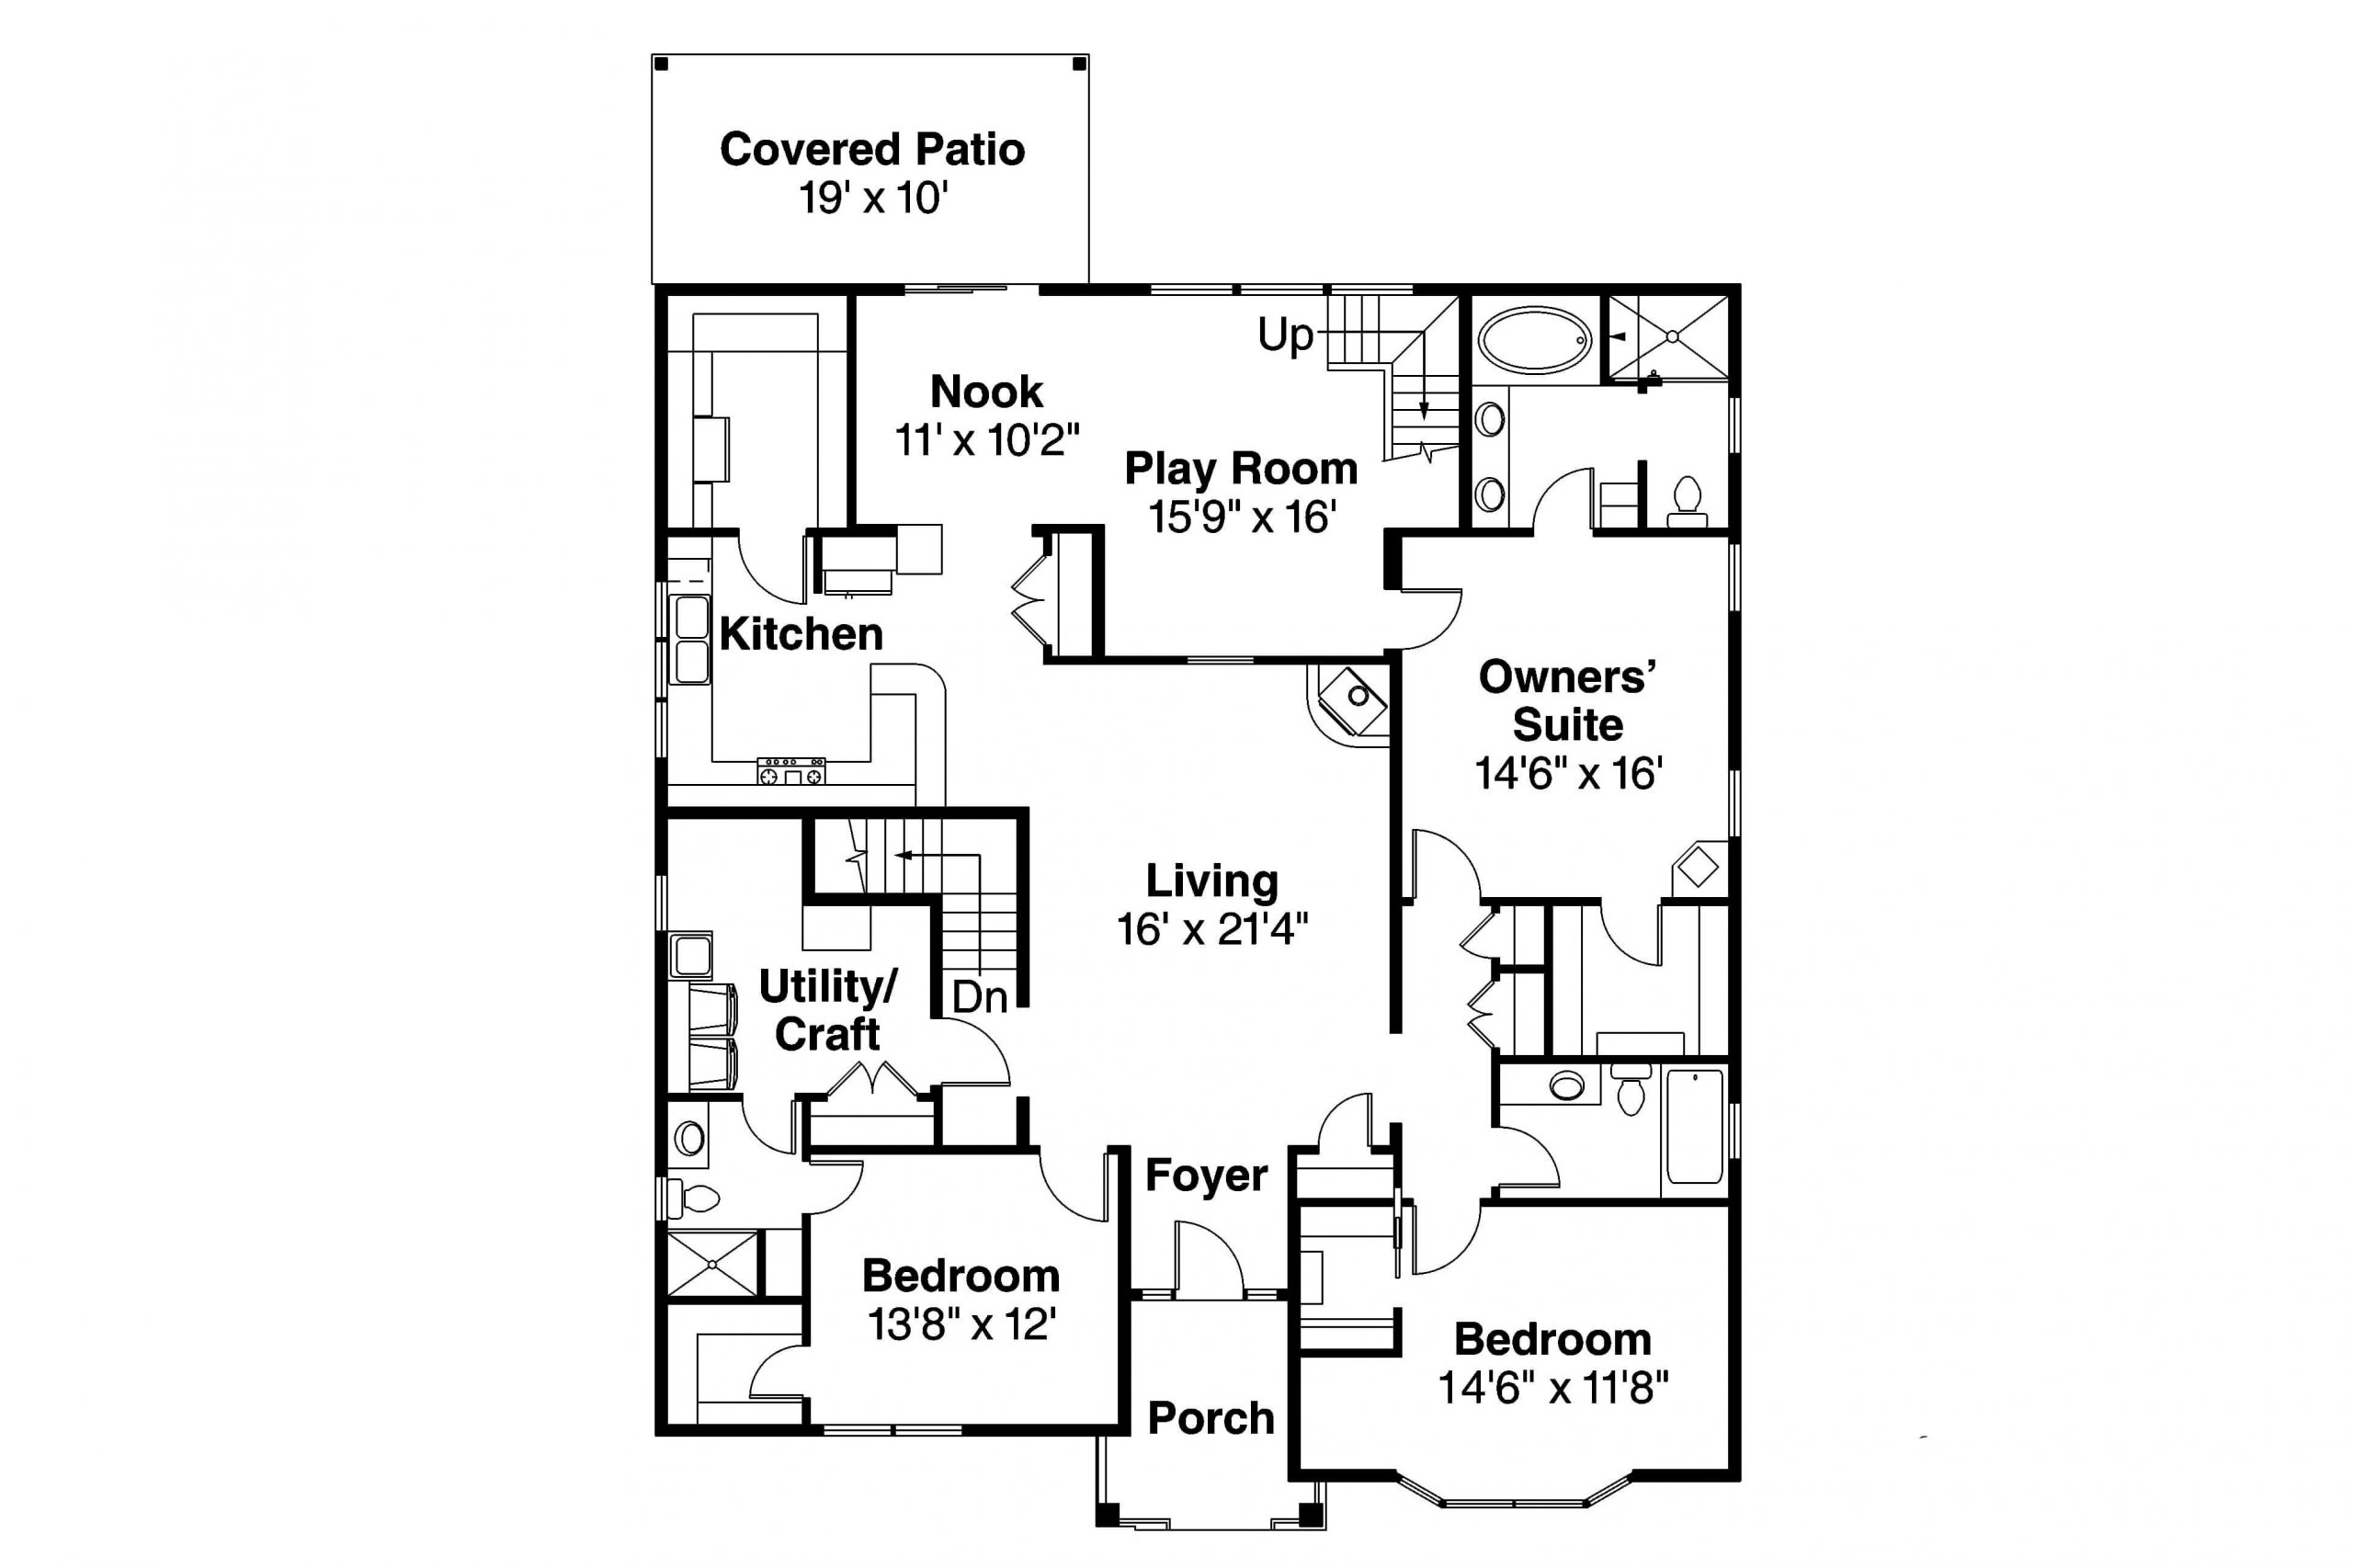 Covered Patio
19' x 10'
Up
Nook
11' x 10'2"
Play Room
15'9" x 16'
Kitchen
Owners’
Suite
14'6" x 16'
Living
16' x 21'4"
Utility/
Craft
Dn
Foyer
Bedroom
13'8" x 12'
Bedroom
14'6" x 11'8"
Porch